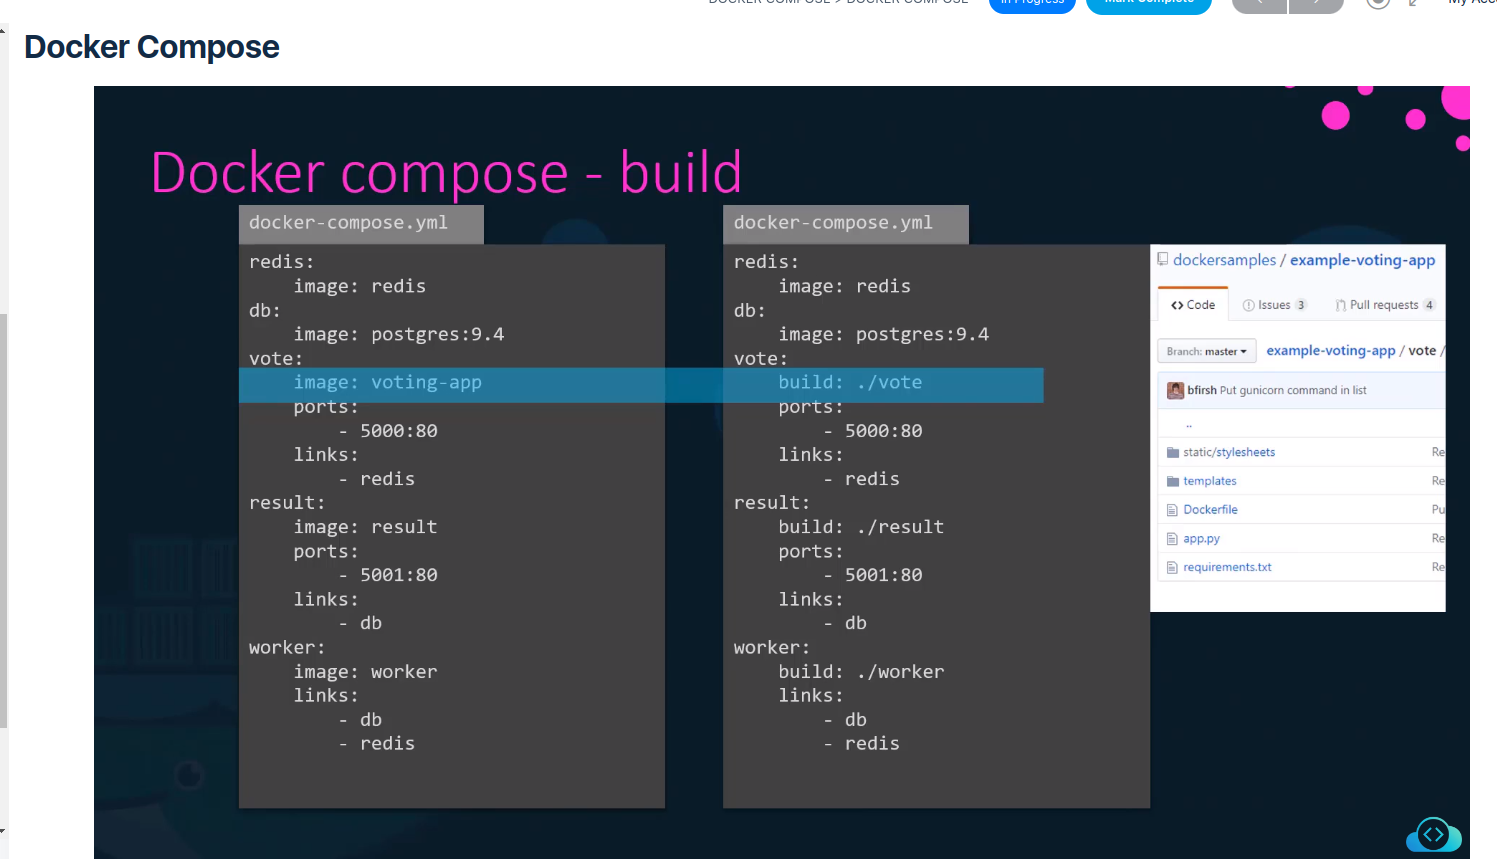 DOCKER COMPOSE > DOCKER COMPOSE
In Progress
Mark Complete
Docker Compose
Docker compose - build
docker-compose.yml
redis:
image: redis
db:
image: postgres:9.4
vote:
image: voting-app
ports:
- 5000:80
links:
- redis
result:
image: result
ports:
- 5001:80
links:
- db
worker:
image: worker
links:
- db
- redis
docker-compose.yml
redis:
image: redis
db:
image: postgres:9.4
vote:
build: ./vote
ports:
- 5000:80
links:
- redis
result:
build: ./result
ports:
- 5001:80
links:
- db
worker:
build: ./worker
links:
- db
- redis
dockersamples / example-voting-app
<> Code Issues 3 Pull requests 4
Branch: master example-voting-app / vote /
bfirsh Put gunicorn command in list
..
static/stylesheets Re
templates Re
Dockerfile Pu
app.py Re
requirements.txt Re